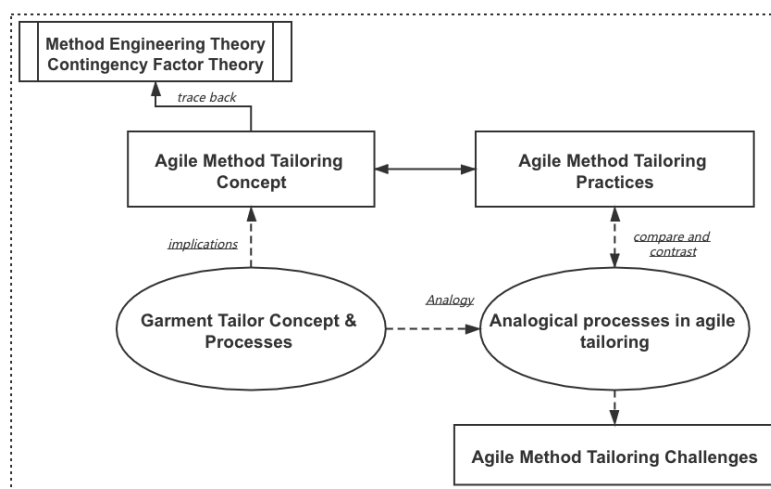 Method Engineering Theory
Contingency Factor Theory
trace back
Agile Method Tailoring
Concept
Agile Method Tailoring
Practices
implications
compare and
contrast
Garment Tailor Concept &
Processes
Analogy
Analogical processes in agile
tailoring
Agile Method Tailoring Challenges